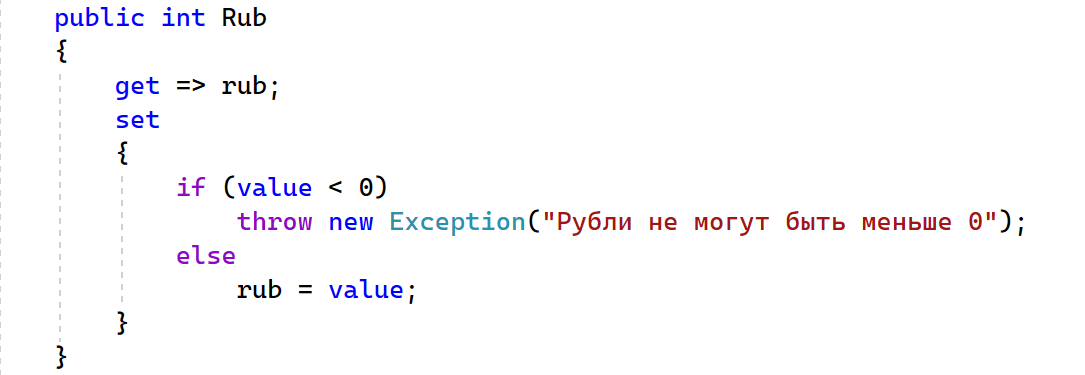 public int Rub
{
    get => rub;
    set
    {
        if (value < 0)
            throw new Exception("Рубли не могут быть меньше 0");
        else
            rub = value;
    }
}